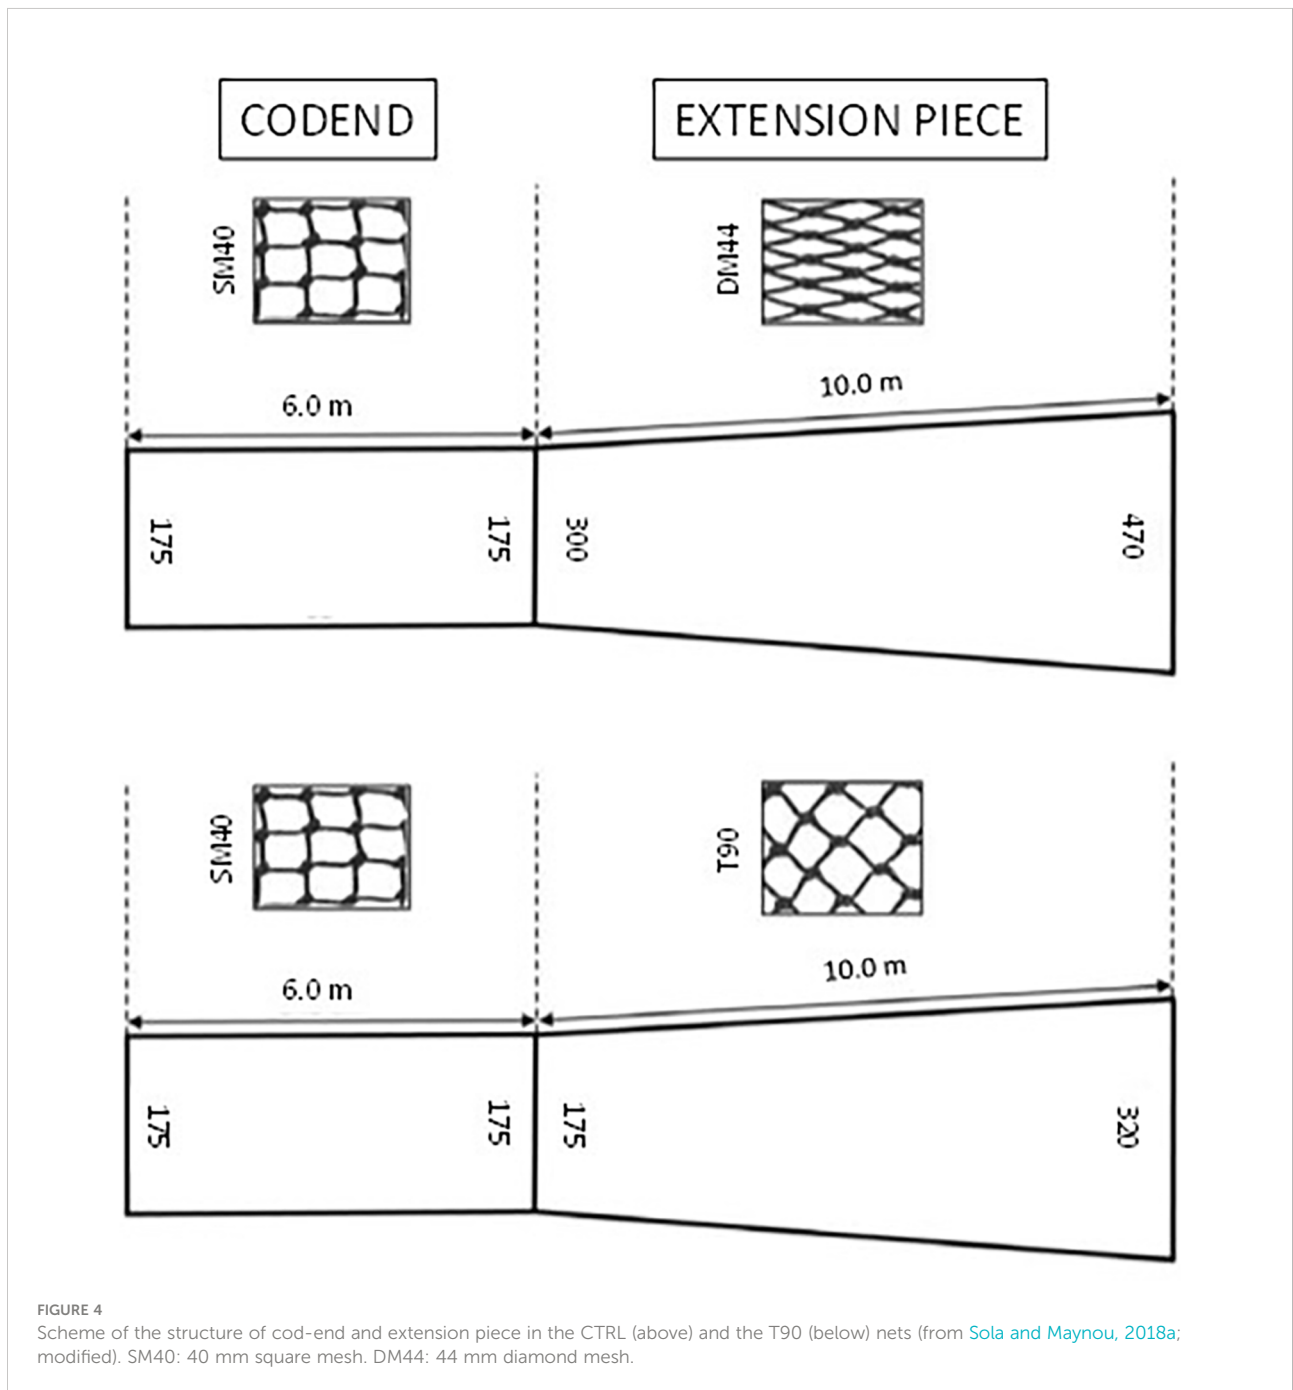 CODEND
EXTENSION PIECE
SM40
DM44
6.0 m
10.0 m
175
175
300
470
SM40
T90
6.0 m
10.0 m
175
175
175
320
FIGURE 4
Scheme of the structure of cod-end and extension piece in the CTRL (above) and the T90 (below) nets (from Sola and Maynou, 2018a;
modified). SM40: 40 mm square mesh. DM44: 44 mm diamond mesh.